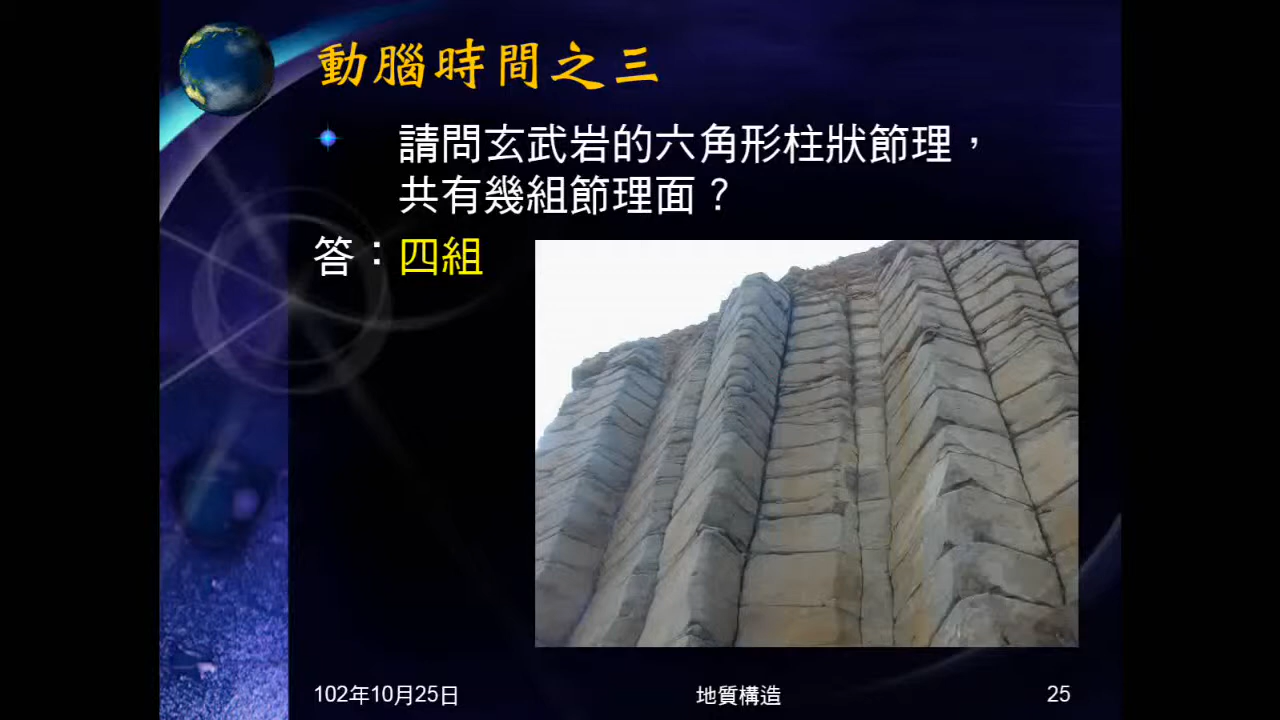 動腦時間之三
請問玄武岩的六角形柱狀節理，
共有幾組節理面？
答：四組
102年10月25日
地質構造
25